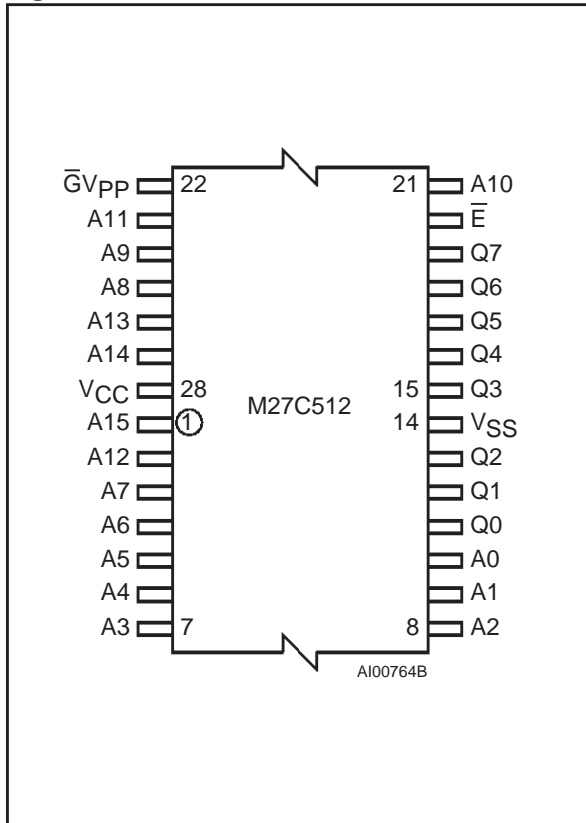 G̅VPP 22 21 A10
A11 E̅
A9 Q7
A8 Q6
A13 Q5
A14 Q4
VCC 28 15 Q3
M27C512
A15 1 14 VSS
A12 Q2
A7 Q1
A6 Q0
A5 A0
A4 A1
A3 7 8 A2
AI00764B